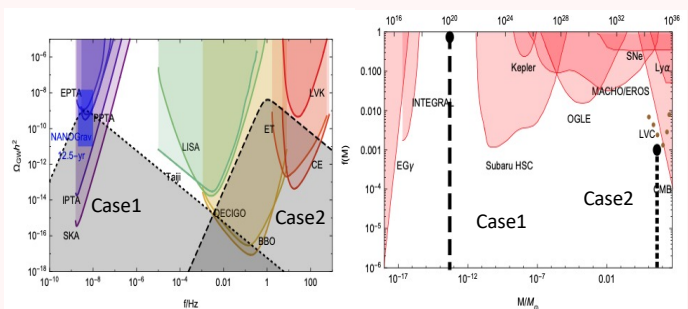 10⁻⁶
10⁻⁸
10⁻¹⁰
10⁻¹²
10⁻¹⁴
10⁻¹⁶
10⁻¹⁸
Ω_GW h²
EPTA
PPTA
NANOGrav
12.5-yr
IPTA
SKA
Case1
LISA
Taiji
DECIGO
BBO
ET
LVK
CE
Case2
10⁻¹⁰ 10⁻⁸ 10⁻⁶ 10⁻⁴ 0.01 1 100
f/Hz
10¹⁶ 10²⁰ 10²⁴ 10²⁸ 10³² 10³⁶
1
0.100
0.010
0.001
10⁻⁴
10⁻⁵
10⁻⁶
f(M)
EGγ
INTEGRAL
Subaru HSC
Kepler
OGLE
MACHO/EROS
SNe
Lyα
LVC
CMB
Case1
Case2
10⁻¹⁷ 10⁻¹² 10⁻⁷ 0.01
M/M⊙